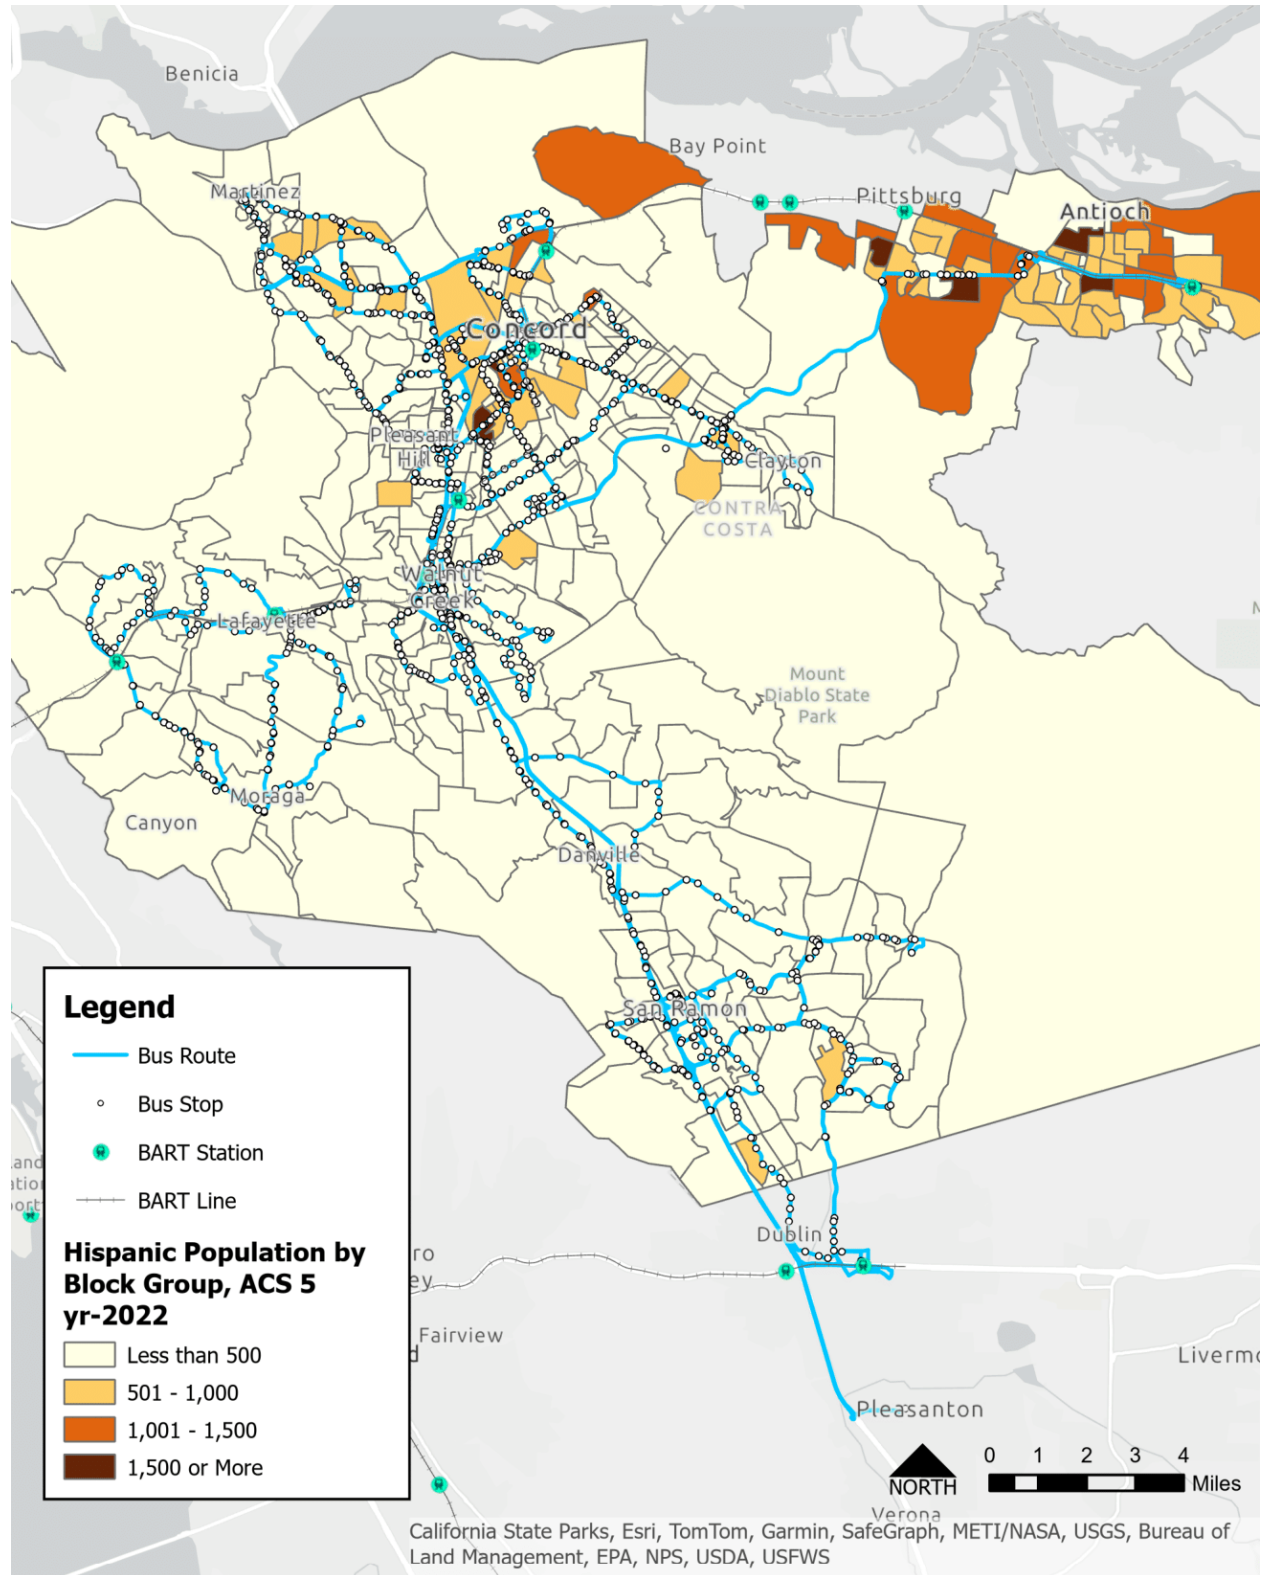 Benicia
Bay Point
Martinez
Pittsburg
Antioch
Concord
Pleasant
Hill
Clayton
CONTRA
COSTA
Walnut
Creek
Lafayette
Mount
Diablo State
Park
Moraga
Canyon
Danville
San Ramon
Legend
Bus Route
Bus Stop
BART Station
BART Line
Hispanic Population by
Block Group, ACS 5
yr-2022
Less than 500
501 - 1,000
1,001 - 1,500
1,500 or More
Dublin
Fairview
Pleasanton
NORTH
0 1 2 3 4
Miles
Verona
California State Parks, Esri, TomTom, Garmin, SafeGraph, METI/NASA, USGS, Bureau of
Land Management, EPA, NPS, USDA, USFWS